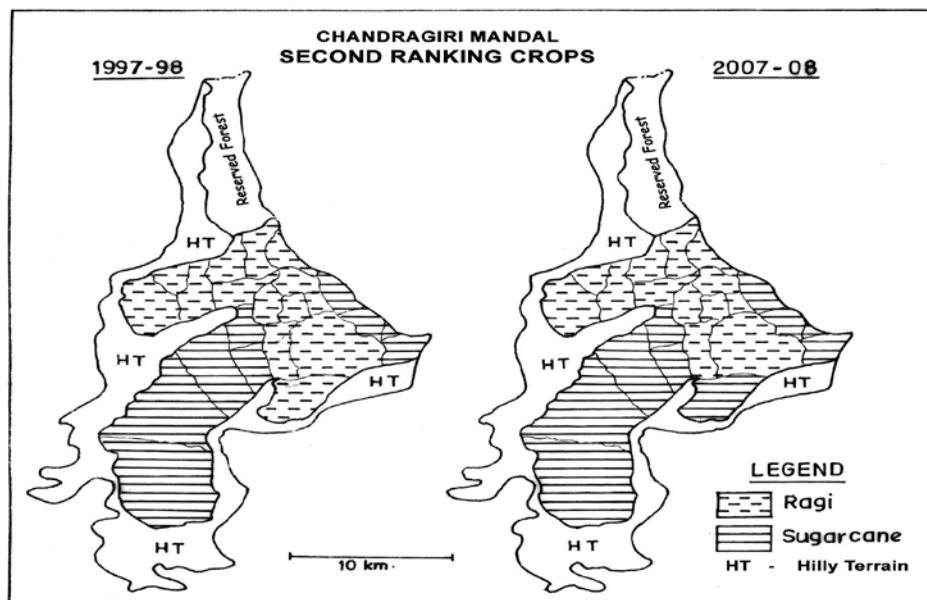 CHANDRAGIRI MANDAL
SECOND RANKING CROPS
1997-98
2007-08
Reserved Forest
Reserved Forest
HT
HT
HT
HT
HT
HT
HT
HT
LEGEND
Ragi
Sugarcane
HT - Hilly Terrain
10 km.